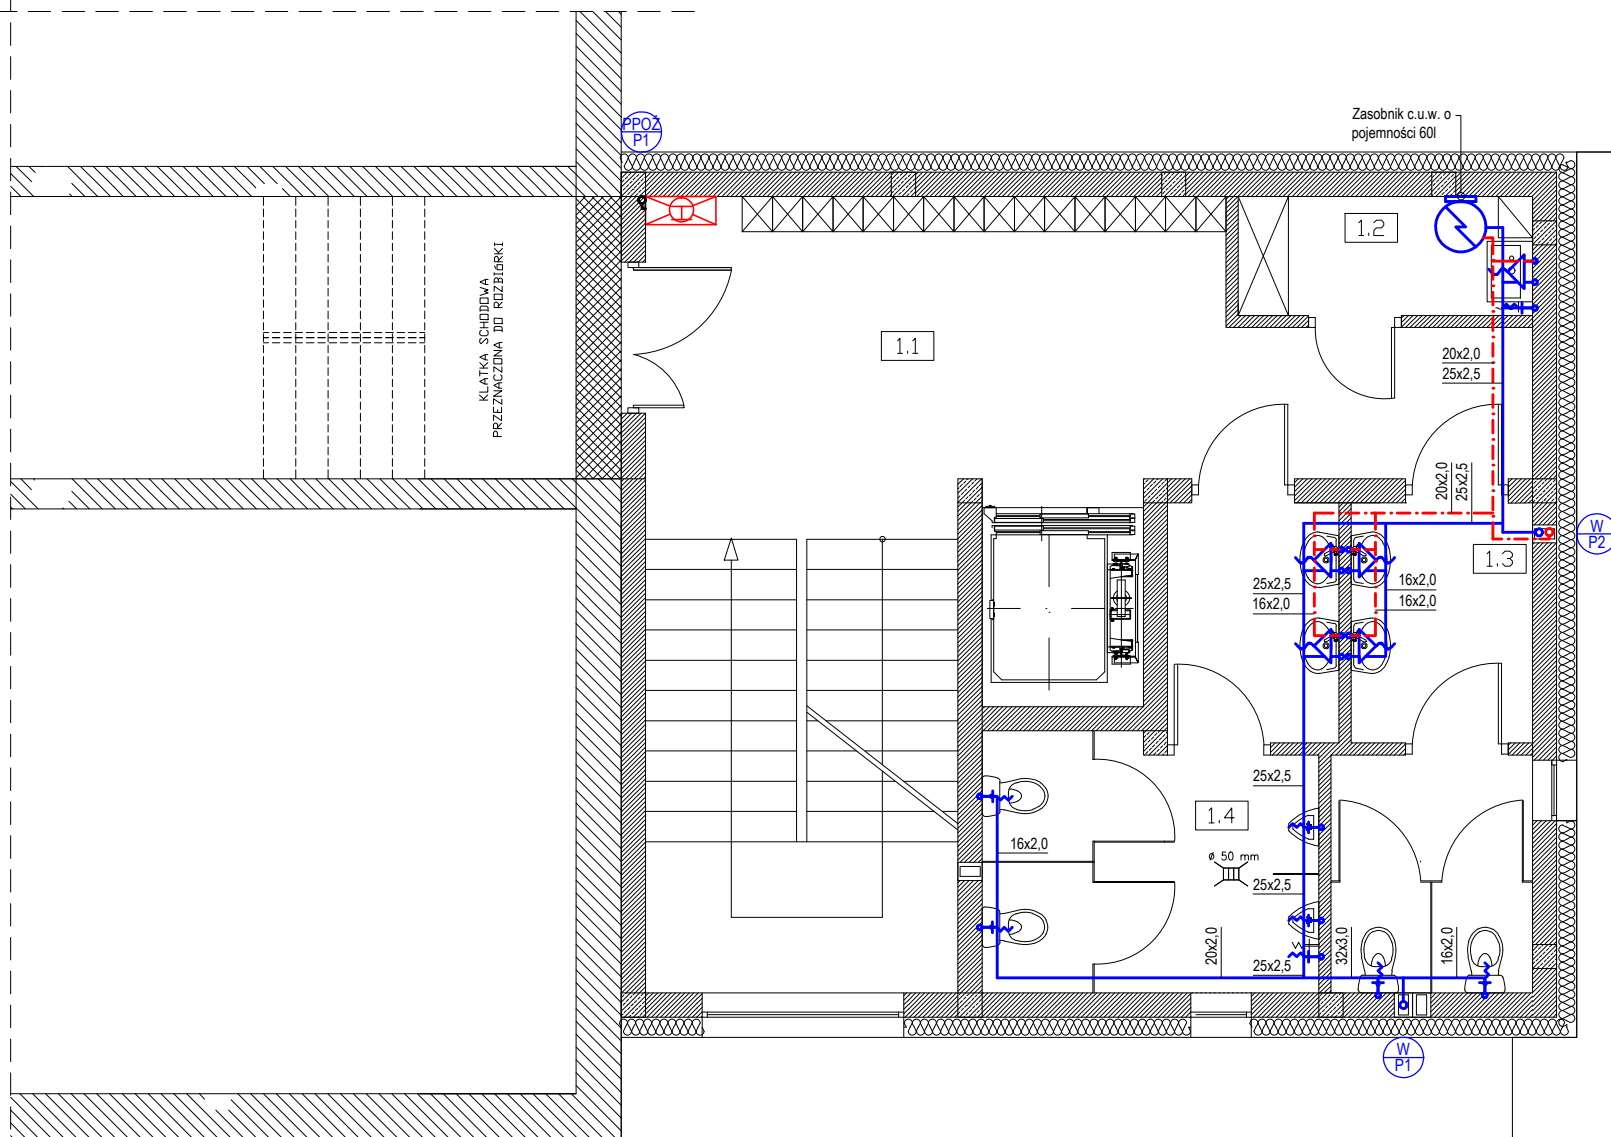 Zasobnik c.u.w. o
pojemności 60l
PPOŻ
P1
1.2
KLATKA SCHODOWA
PRZEZNACZONA DO ROZBIÓRKI
1.1
20x2,0
25x2,5
20x2,0
25x2,5
W
P2
1.3
25x2,5
16x2,0
16x2,0
16x2,0
25x2,5
1.4
16x2,0
ø 50 mm
25x2,5
20x2,0
25x2,5
32x3,0
16x2,0
W
P1